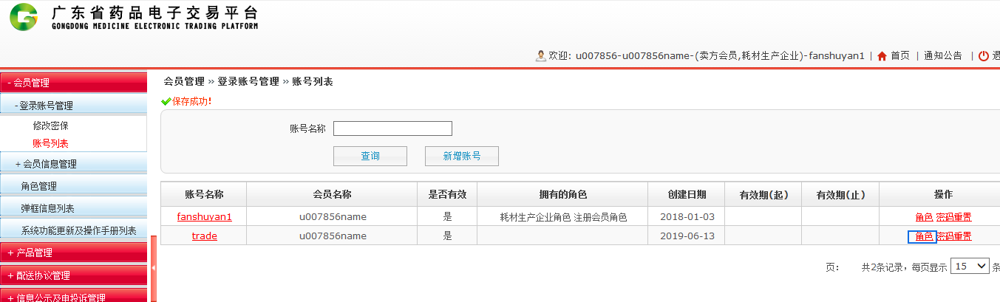 广东省药品电子交易平台
GONGDONG MEDICINE ELECTRONIC TRADING PLATFORM
欢迎: u007856-u007856name-(卖方会员,耗材生产企业)-fanshuyan1 | 首页 | 通知公告 | 退
- 会员管理
-登录账号管理
修改密保
账号列表
+ 会员信息管理
角色管理
弹框信息列表
系统功能更新及操作手册列表
+ 产品管理
+ 配送协议管理
+ 信息公示及申投诉管理
会员管理 » 登录账号管理 » 账号列表
保存成功!
账号名称
查询 新增账号
账号名称 会员名称 是否有效 拥有的角色 创建日期 有效期(起) 有效期(止) 操作
fanshuyan1 u007856name 是 耗材生产企业角色 注册会员角色 2018-01-03 角色 密码重置
trade u007856name 是 2019-06-13 角色 密码重置
页: 共2条记录，每页显示 15 条